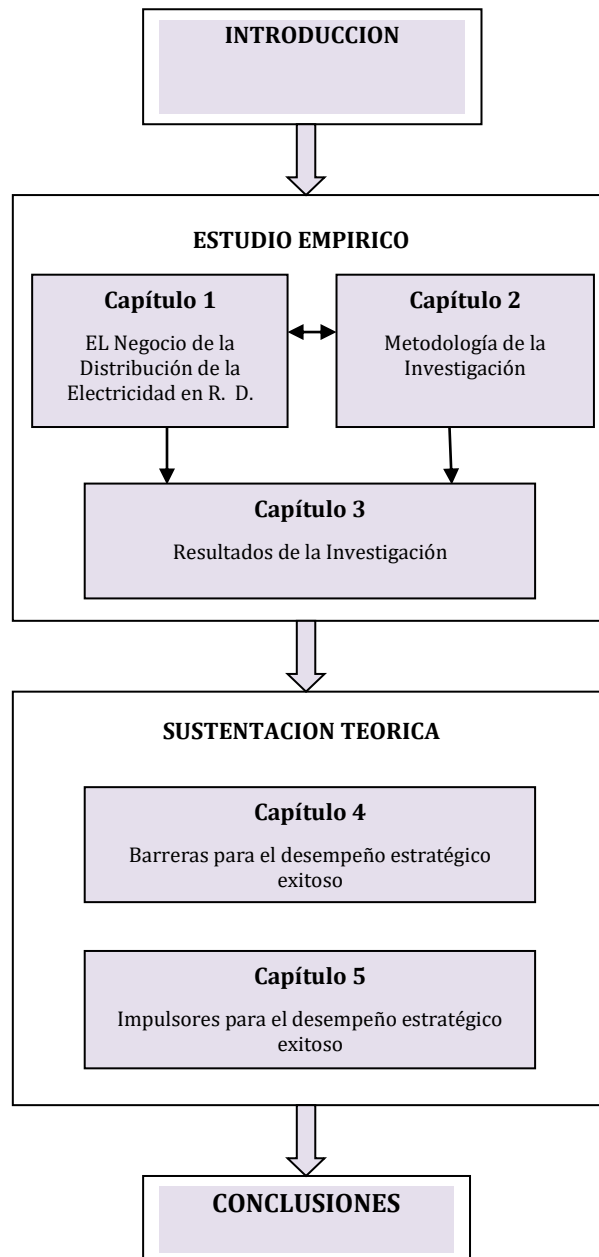 INTRODUCCION
ESTUDIO EMPIRICO
Capítulo 1
EL Negocio de la
Distribución de la
Electricidad en R. D.
Capítulo 2
Metodología de la
Investigación
Capítulo 3
Resultados de la Investigación
SUSTENTACION TEORICA
Capítulo 4
Barreras para el desempeño estratégico
exitoso
Capítulo 5
Impulsores para el desempeño estratégico
exitoso
CONCLUSIONES